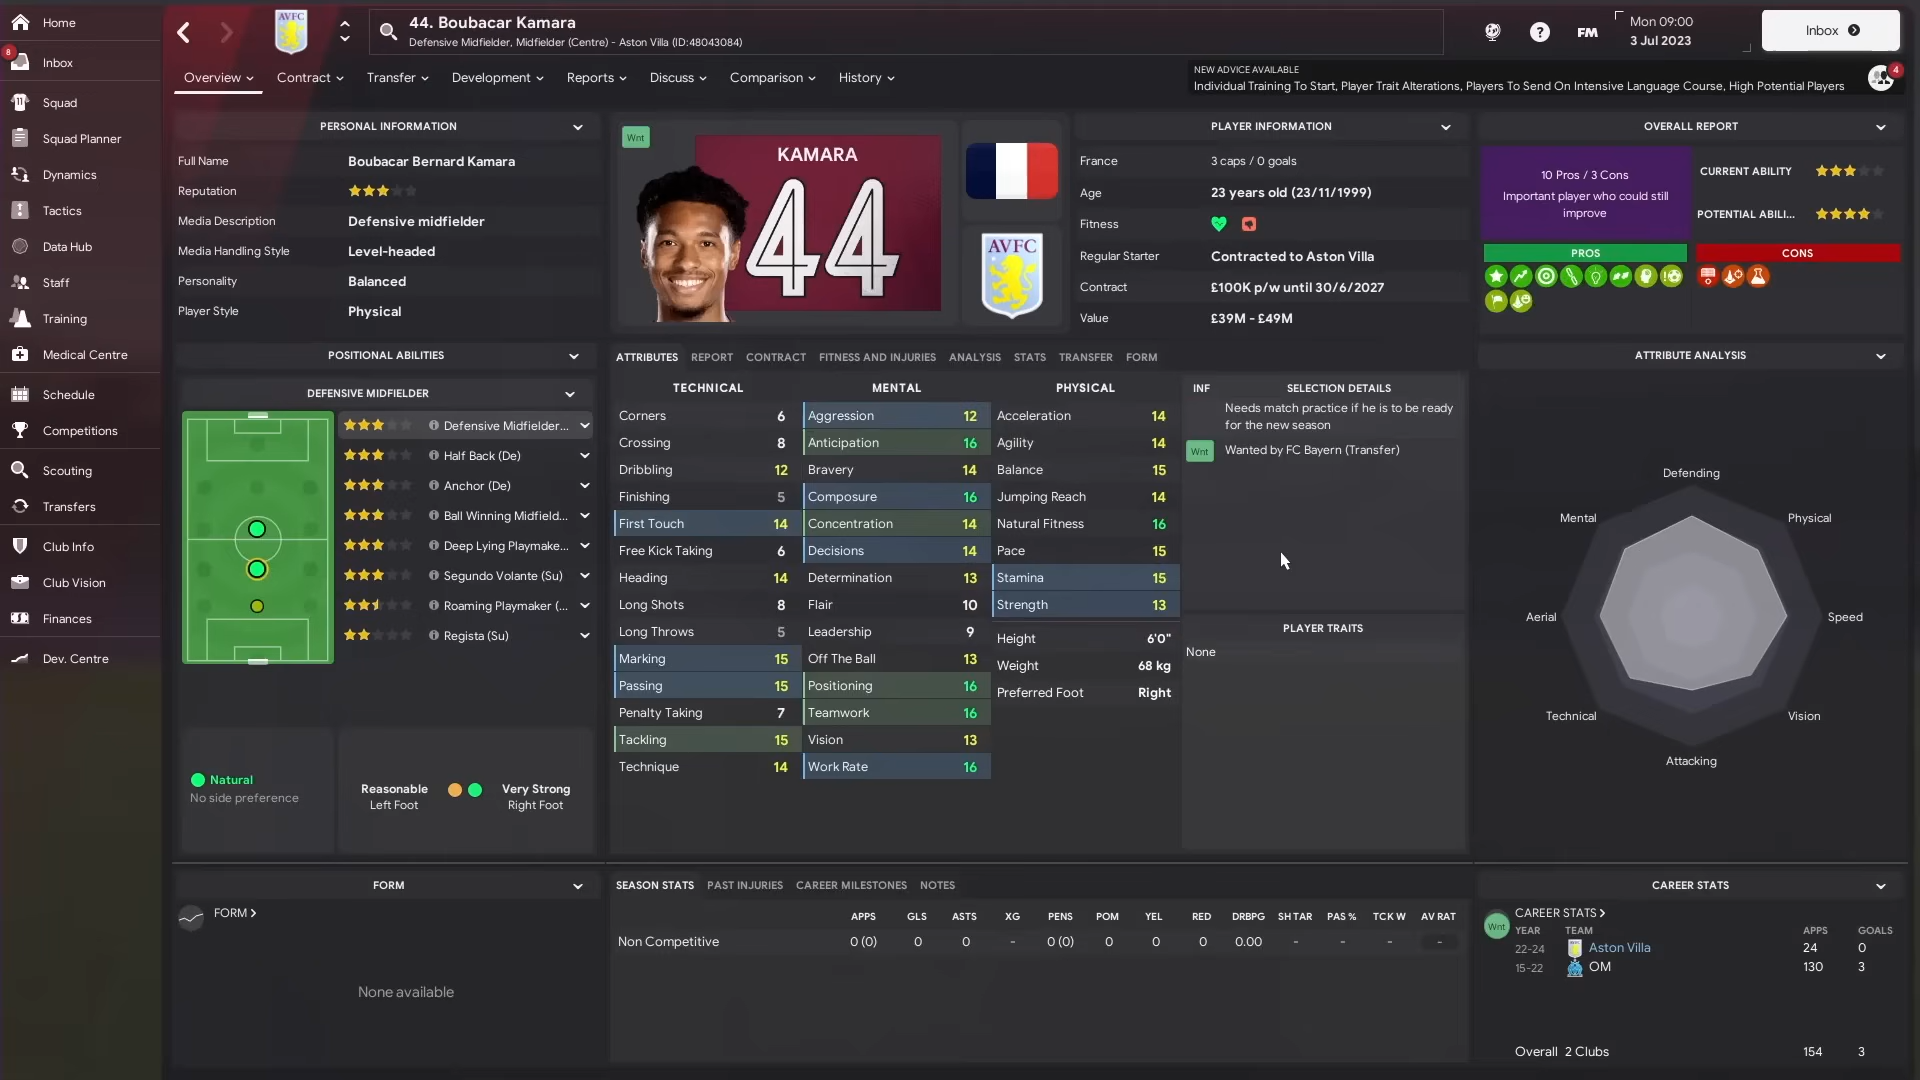 Home
8
Inbox
Squad
Squad Planner
Dynamics
Tactics
Data Hub
Staff
Training
Medical Centre
Schedule
Competitions
Scouting
Transfers
Club Info
Club Vision
Finances
Dev. Centre
AVFC
44. Boubacar Kamara
Defensive Midfielder, Midfielder (Centre) - Aston Villa (ID:48043084)
FM
Mon 09:00
3 Jul 2023
Inbox
Overview
Contract
Transfer
Development
Reports
Discuss
Comparison
History
NEW ADVICE AVAILABLE
Individual Training To Start, Player Trait Alterations, Players To Send On Intensive Language Course, High Potential Players
4
PERSONAL INFORMATION
Full Name Boubacar Bernard Kamara
Reputation
Media Description Defensive midfielder
Media Handling Style Level-headed
Personality Balanced
Player Style Physical
Wnt
KAMARA
44
AVFC
PLAYER INFORMATION
France 3 caps / 0 goals
Age 23 years old (23/11/1999)
Fitness
Regular Starter Contracted to Aston Villa
Contract £100K p/w until 30/6/2027
Value £39M - £49M
OVERALL REPORT
10 Pros / 3 Cons
Important player who could still
improve
CURRENT ABILITY
POTENTIAL ABILI...
PROS
CONS
POSITIONAL ABILITIES
DEFENSIVE MIDFIELDER
Defensive Midfielder...
Half Back (De)
Anchor (De)
Ball Winning Midfield...
Deep Lying Playmake...
Segundo Volante (Su)
Roaming Playmaker (...
Regista (Su)
Natural
No side preference
Reasonable
Left Foot
Very Strong
Right Foot
ATTRIBUTES REPORT CONTRACT FITNESS AND INJURIES ANALYSIS STATS TRANSFER FORM
TECHNICAL
Corners 6
Crossing 8
Dribbling 12
Finishing 5
First Touch 14
Free Kick Taking 6
Heading 14
Long Shots 8
Long Throws 5
Marking 15
Passing 15
Penalty Taking 7
Tackling 15
Technique 14
MENTAL
Aggression 12
Anticipation 16
Bravery 14
Composure 16
Concentration 14
Decisions 14
Determination 13
Flair 10
Leadership 9
Off The Ball 13
Positioning 16
Teamwork 16
Vision 13
Work Rate 16
PHYSICAL
Acceleration 14
Agility 14
Balance 15
Jumping Reach 14
Natural Fitness 16
Pace 15
Stamina 15
Strength 13
Height 6'0"
Weight 68 kg
Preferred Foot Right
INF SELECTION DETAILS
Needs match practice if he is to be ready
for the new season
Wnt Wanted by FC Bayern (Transfer)
PLAYER TRAITS
None
ATTRIBUTE ANALYSIS
Defending
Physical
Speed
Vision
Attacking
Technical
Aerial
Mental
FORM
FORM
None available
SEASON STATS PAST INJURIES CAREER MILESTONES NOTES
APPS GLS ASTS XG PENS POM YEL RED DRBPG SH TAR PAS % TCK W AV RAT
Non Competitive 0 (0) 0 0 - 0 (0) 0 0 0 0.00 - - - -
CAREER STATS
Wnt
CAREER STATS
YEAR TEAM APPS GOALS
22-24 Aston Villa 24 0
15-22 OM 130 3
Overall 2 Clubs 154 3